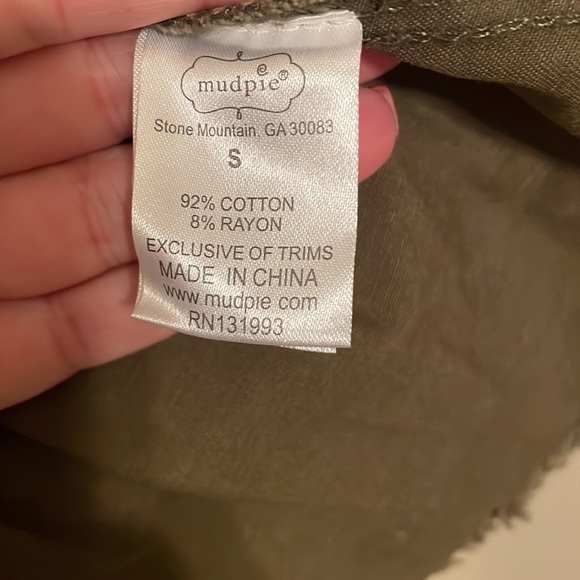 mudpie®
Stone Mountain, GA 30083
S
92% COTTON
8% RAYON
EXCLUSIVE OF TRIMS
MADE IN CHINA
www.mudpie.com
RN131993